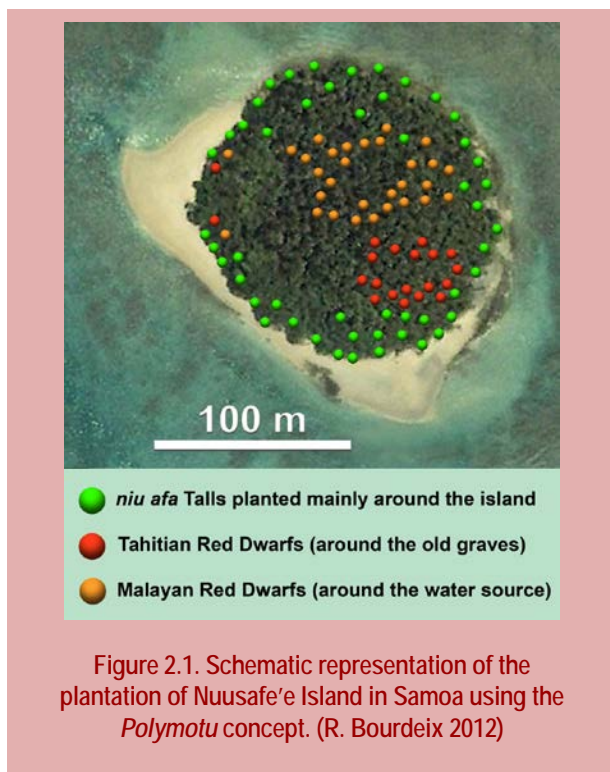 100 m
niu afa Talls planted mainly around the island
Tahitian Red Dwarfs (around the old graves)
Malayan Red Dwarfs (around the water source)
Figure 2.1. Schematic representation of the
plantation of Nuusafe'e Island in Samoa using the
Polymotu concept. (R. Bourdeix 2012)